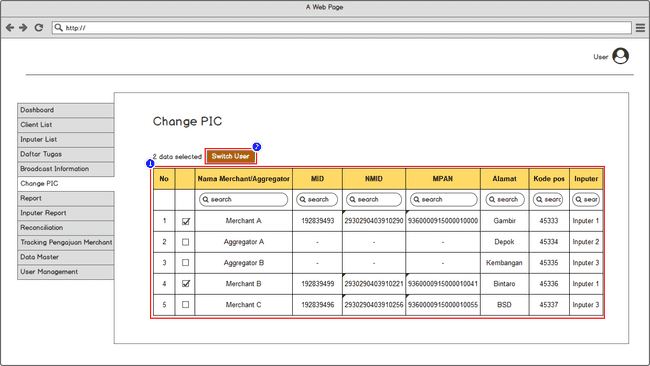 A Web Page
http://
User
Dashboard
Client List
Inputer List
Daftar Tugas
Broadcast Information
Change PIC
Report
Inputer Report
Reconciliation
Tracking Pengajuan Merchant
Data Master
User Management
Change PIC
2 data selected Switch User 2
1
No Nama Merchant/Aggregator MID NMID MPAN Alamat Kode pos Inputer
search search search search search search search
1 Merchant A 192839493 2930290403910290 9360000915000010000 Gambir 45333 Inputer 1
2 Aggregator A - - - Depok 45334 Inputer 2
3 Aggregator B - - - Kembangan 45335 Inputer 3
4 Merchant B 192839499 2930290403910221 9360000915000010041 Bintaro 45336 Inputer 1
5 Merchant C 192839496 2930290403910256 9360000915000010055 BSD 45337 Inputer 3